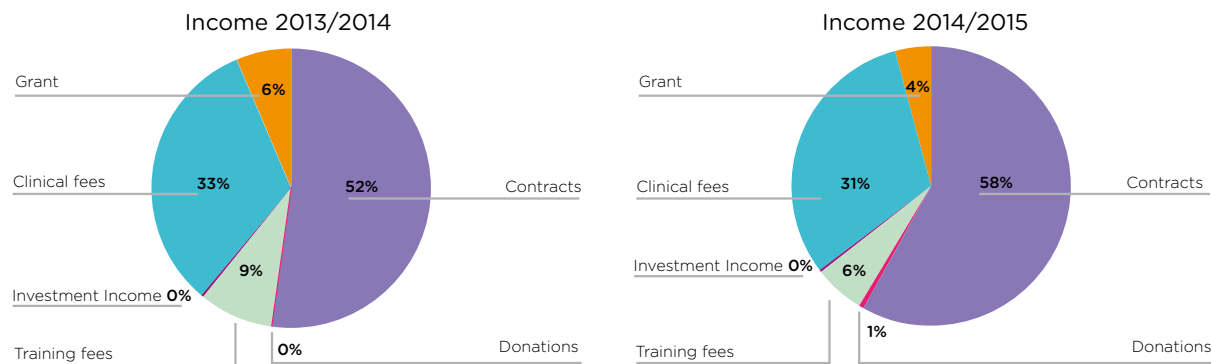 Income 2013/2014
Grant
6%
Clinical fees
33%
52%
Contracts
9%
Investment Income 0%
Training fees
0%
Donations
Income 2014/2015
Grant
4%
Clinical fees
31%
58%
Contracts
Investment Income 0%
6%
Training fees
1%
Donations